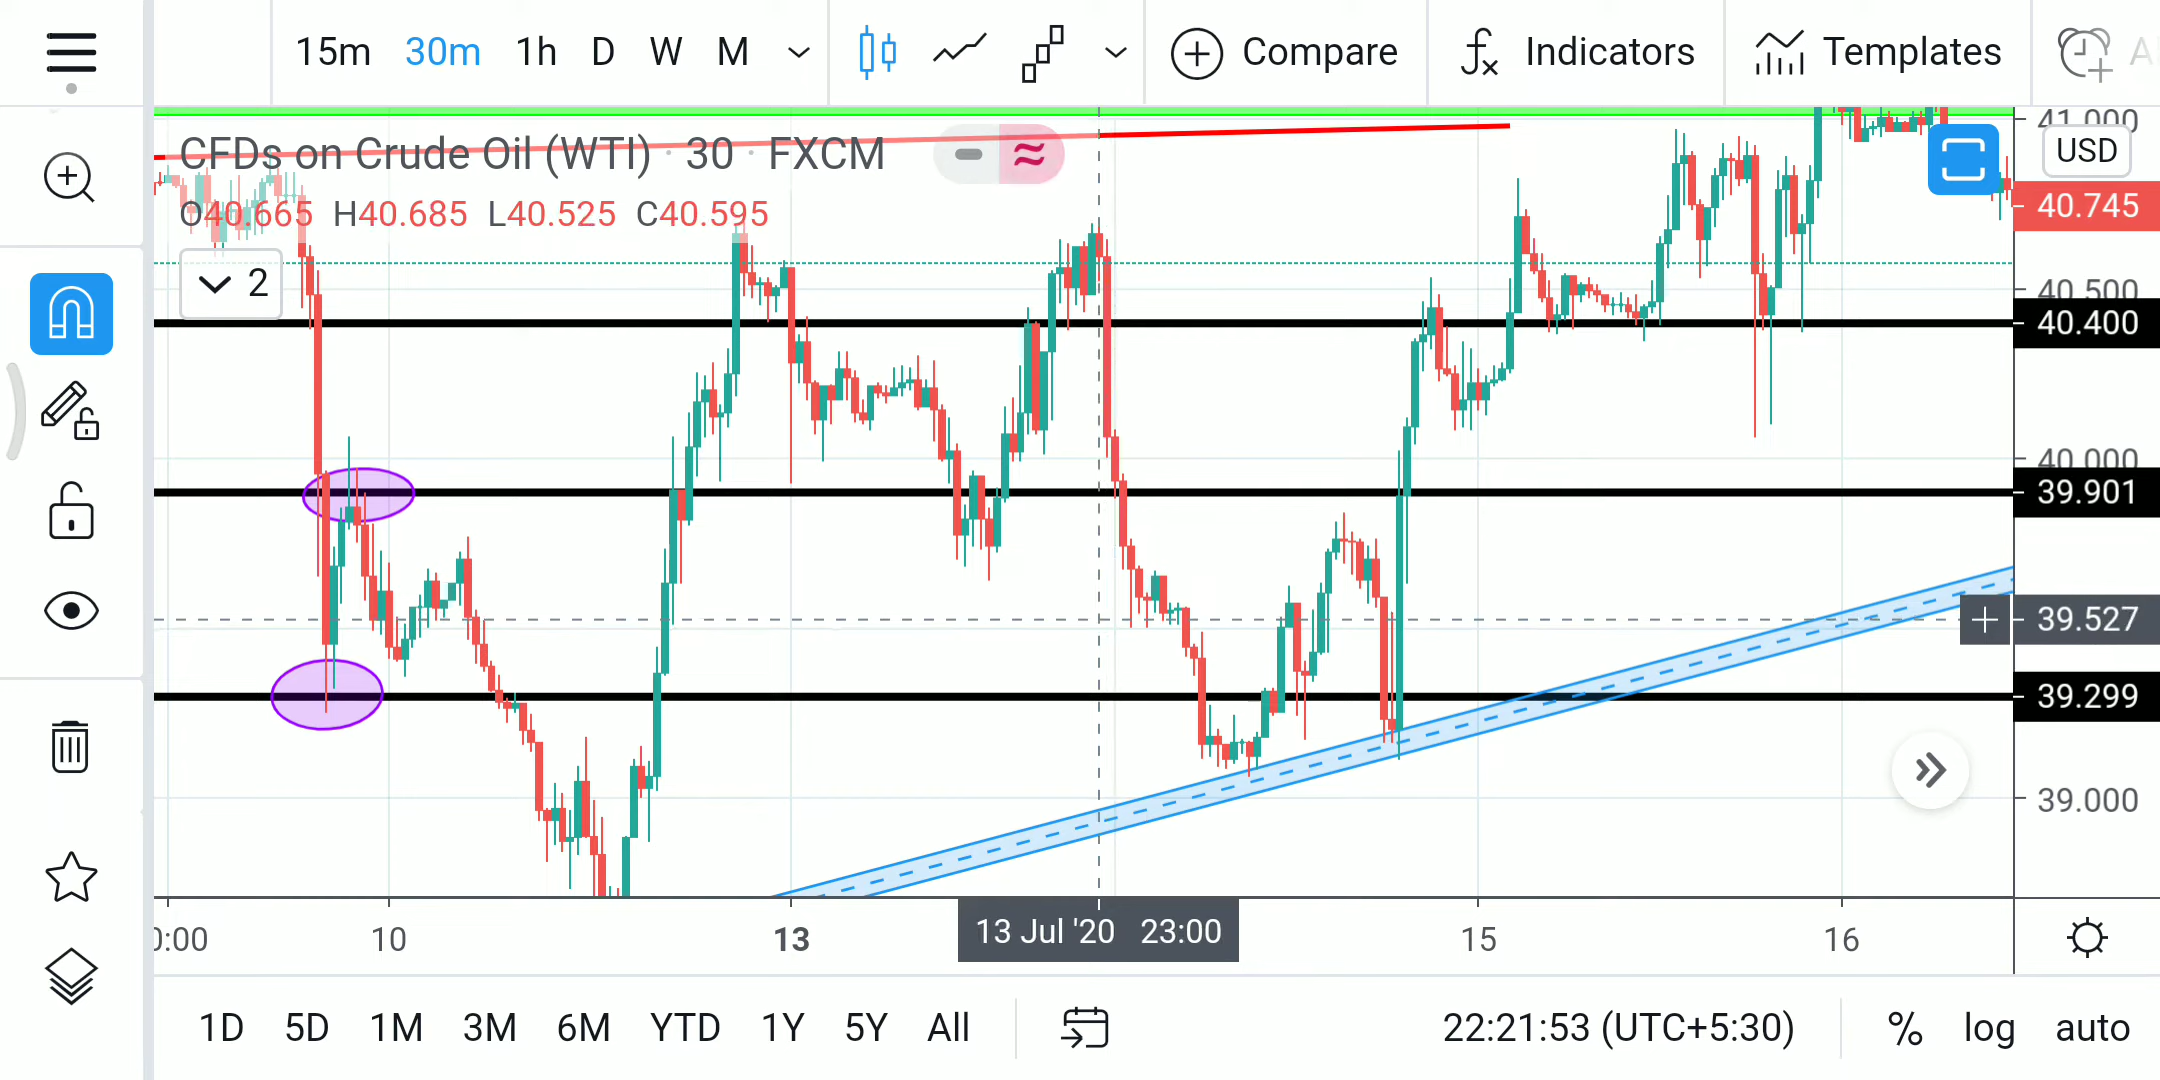 15m 30m 1h D W M Compare Indicators Templates
41.000
CFDs on Crude Oil (WTI) · 30 · FXCM
USD
O40.665 H40.685 L40.525 C40.595
40.745
2
40.500
40.400
40.000
39.901
39.527
39.299
39.000
0:00 10 13 13 Jul '20 23:00 15 16
1D 5D 1M 3M 6M YTD 1Y 5Y All 22:21:53 (UTC+5:30) % log auto